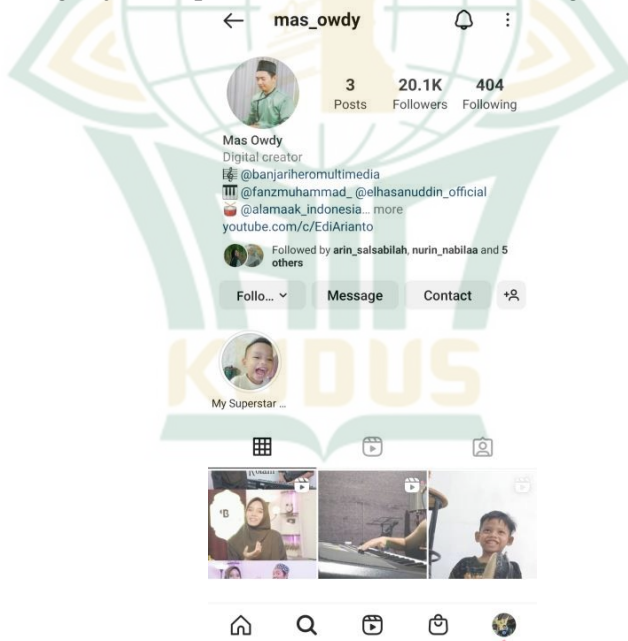 mas_owdy
3 20.1K 404
Posts Followers Following
Mas Owdy
Digital creator
@banjariheromultimedia
@fanzmuhammad_ @elhasanuddin_official
@alamaak_indonesia... more
youtube.com/c/EdiArianto
Followed by arin_salsabilah, nurin_nabilaa and 5
others
Follo... Message Contact
KUDUS
My Superstar ...